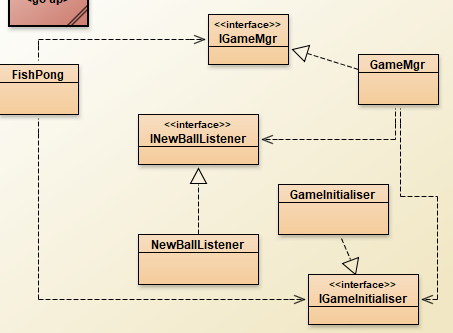 <go up>
<<interface>>
IGameMgr
FishPong
GameMgr
<<interface>>
INewBallListener
GameInitialiser
NewBallListener
<<interface>>
IGameInitialiser